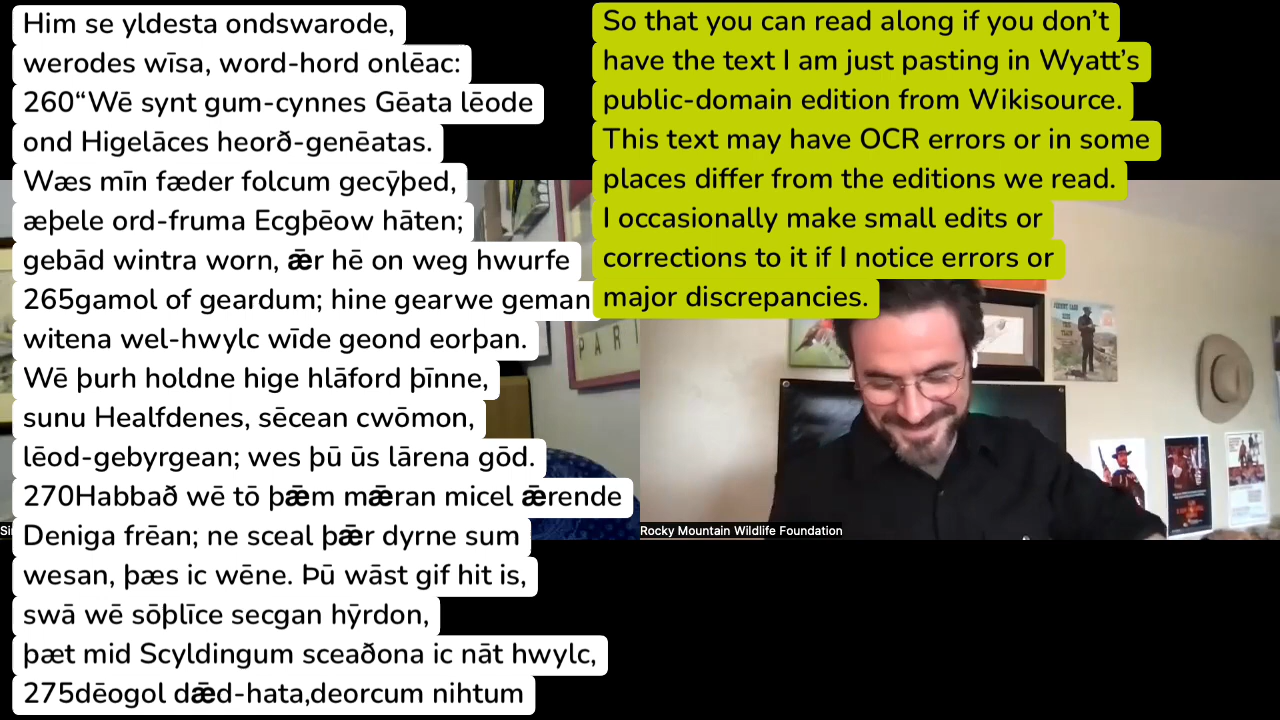 Him se yldesta ondswarode,
werodes wīsa, word-hord onlēac:
260“Wē synt gum-cynnes Gēata lēode
ond Higelāces heorð-genēatas.
Wæs mīn fæder folcum gecȳþed,
æþele ord-fruma Ecgþēow hāten;
gebād wintra worn, ǣr hē on weg hwurfe
265gamol of geardum; hine gearwe geman
witena wel-hwylc wīde geond eorþan.
Wē þurh holdne hige hlāford þīnne,
sunu Healfdenes, sēcean cwōmon,
lēod-gebyrgean; wes þū ūs lārena gōd.
270Habbað wē tō þǣm mǣran micel ǣrende
Deniga frēan; ne sceal þǣr dyrne sum
wesan, þæs ic wēne. Þū wāst gif hit is,
swā wē sōþlīce secgan hȳrdon,
þæt mid Scyldingum sceaðona ic nāt hwylc,
275dēogol dǣd-hata,deorcum nihtum
So that you can read along if you don’t
have the text I am just pasting in Wyatt’s
public-domain edition from Wikisource.
This text may have OCR errors or in some
places differ from the editions we read.
I occasionally make small edits or
corrections to it if I notice errors or
major discrepancies.
PARI
Si
Rocky Mountain Wildlife Foundation